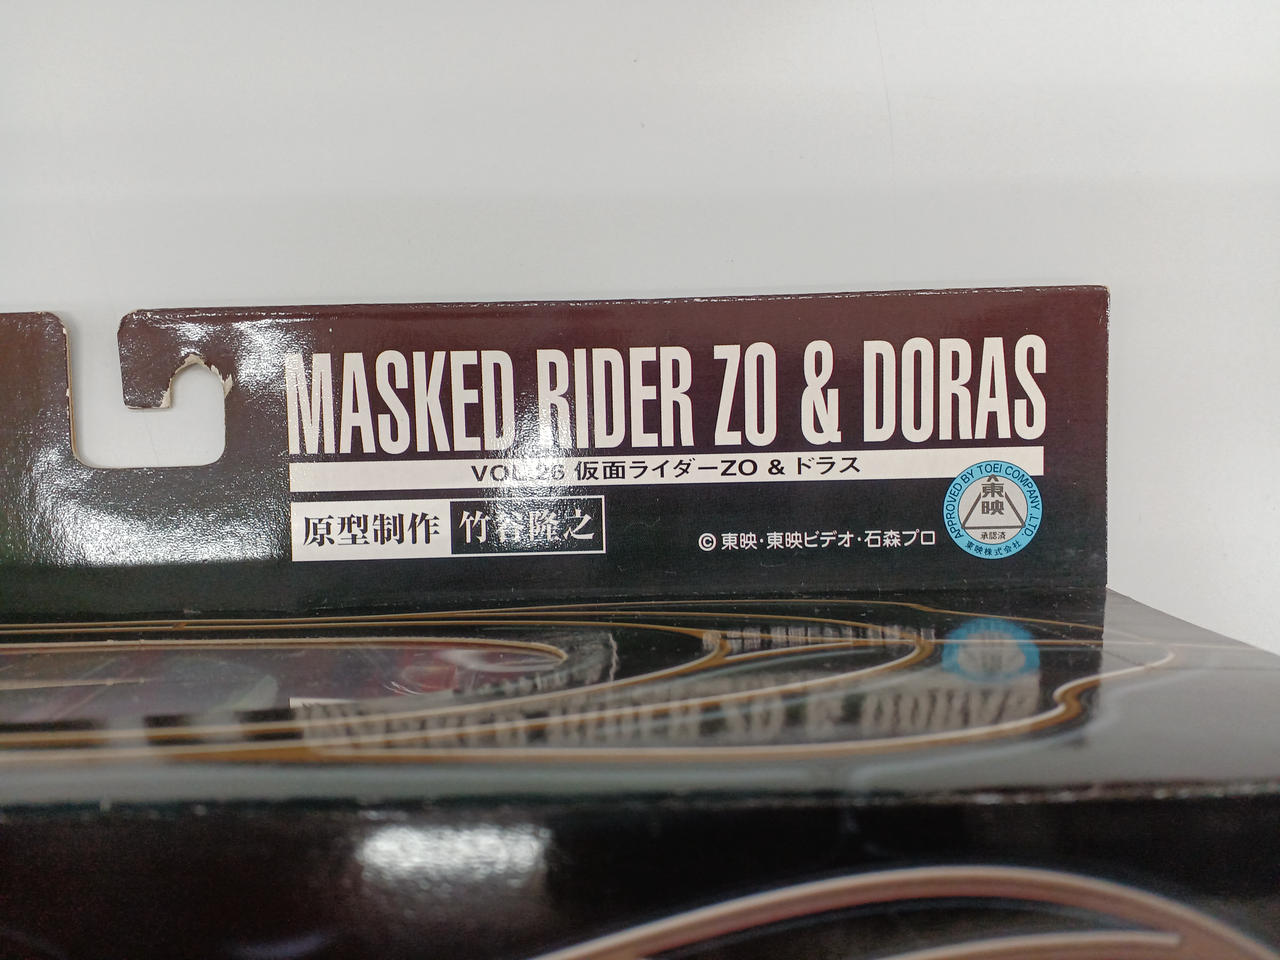 MASKED RIDER ZO & DORAS
VOL.26 仮面ライダーZO & ドラス
原型制作 竹谷隆之
©東映・東映ビデオ・石森プロ
APPROVED BY TOEI COMPANY, LTD.
東映
承認済
東映株式会社